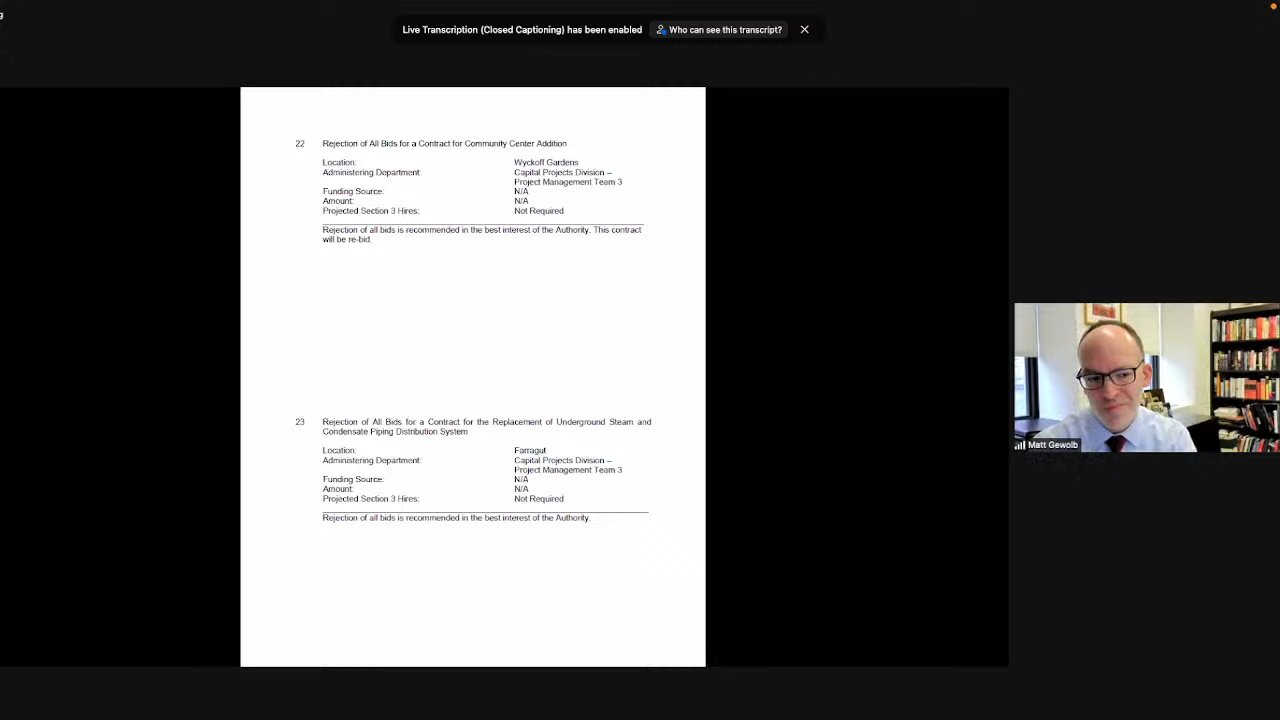 g
Live Transcription (Closed Captioning) has been enabled
Who can see this transcript?
22 Rejection of All Bids for a Contract for Community Center Addition
Location: Wyckoff Gardens
Administering Department: Capital Projects Division –
Project Management Team 3
Funding Source: N/A
Amount: N/A
Projected Section 3 Hires: Not Required
Rejection of all bids is recommended in the best interest of the Authority. This contract
will be re-bid.
23 Rejection of All Bids for a Contract for the Replacement of Underground Steam and
Condensate Piping Distribution System
Location: Farragut
Administering Department: Capital Projects Division –
Project Management Team 3
Funding Source: N/A
Amount: N/A
Projected Section 3 Hires: Not Required
Rejection of all bids is recommended in the best interest of the Authority.
Matt Gewolb